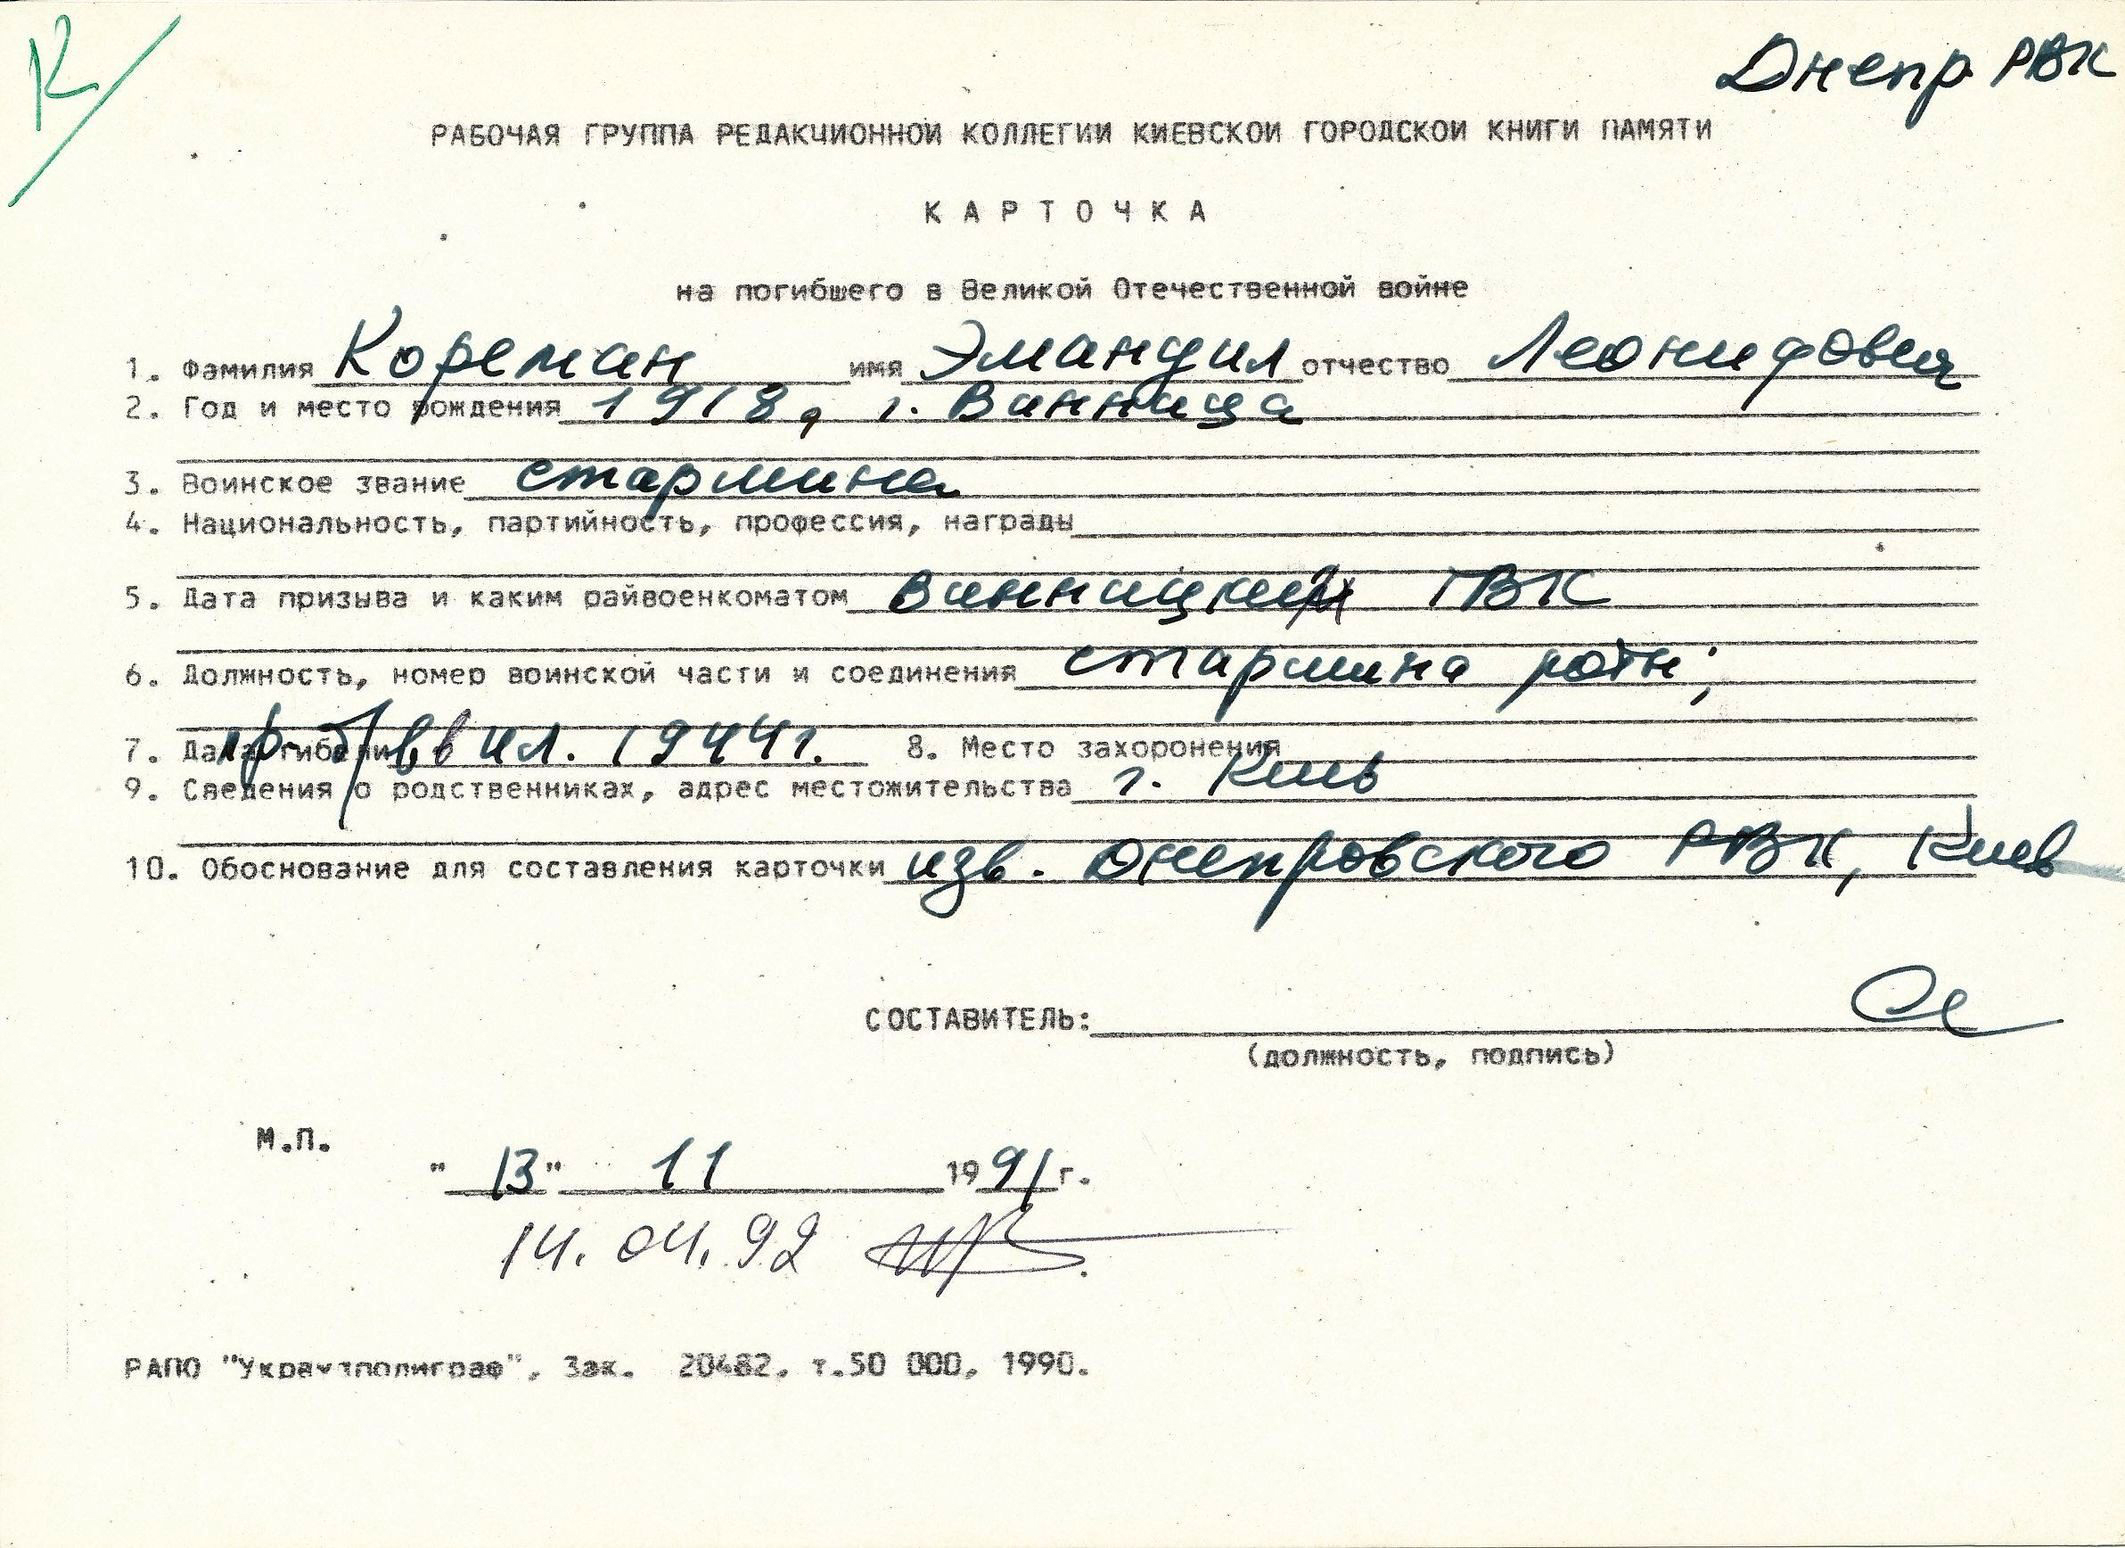 К
Днепр РВК
РАБОЧАЯ ГРУППА РЕДАКЦИОННОЙ КОЛЛЕГИИ КИЕВСКОЙ ГОРОДСКОЙ КНИГИ ПАМЯТИ
КАРТОЧКА
на погибшего в Великой Отечественной войне
1. Фамилия Кореман имя отчество Леонидович
2. Год и место рождения 1918, г. Винница
3. Воинское звание старшина
4. Национальность, партийность, профессия, награды
5. Дата призыва и каким райвоенкоматом Винницкий ГВК
6. Должность, номер воинской части и соединения старшина роты;
7. Дата гибели пр. б/в в ил. 1944г. 8. Место захоронения
9. Сведения о родственниках, адрес местожительства г. Киев
10. Обоснование для составления карточки изв. Днепровского РВК, Киев
СОСТАВИТЕЛЬ:
(должность, подпись)
М.П.
"13" 11 1991г.
14.04.92
РАПО "Укрвузполиграф", Зак. 20482, т.50 000, 1990.